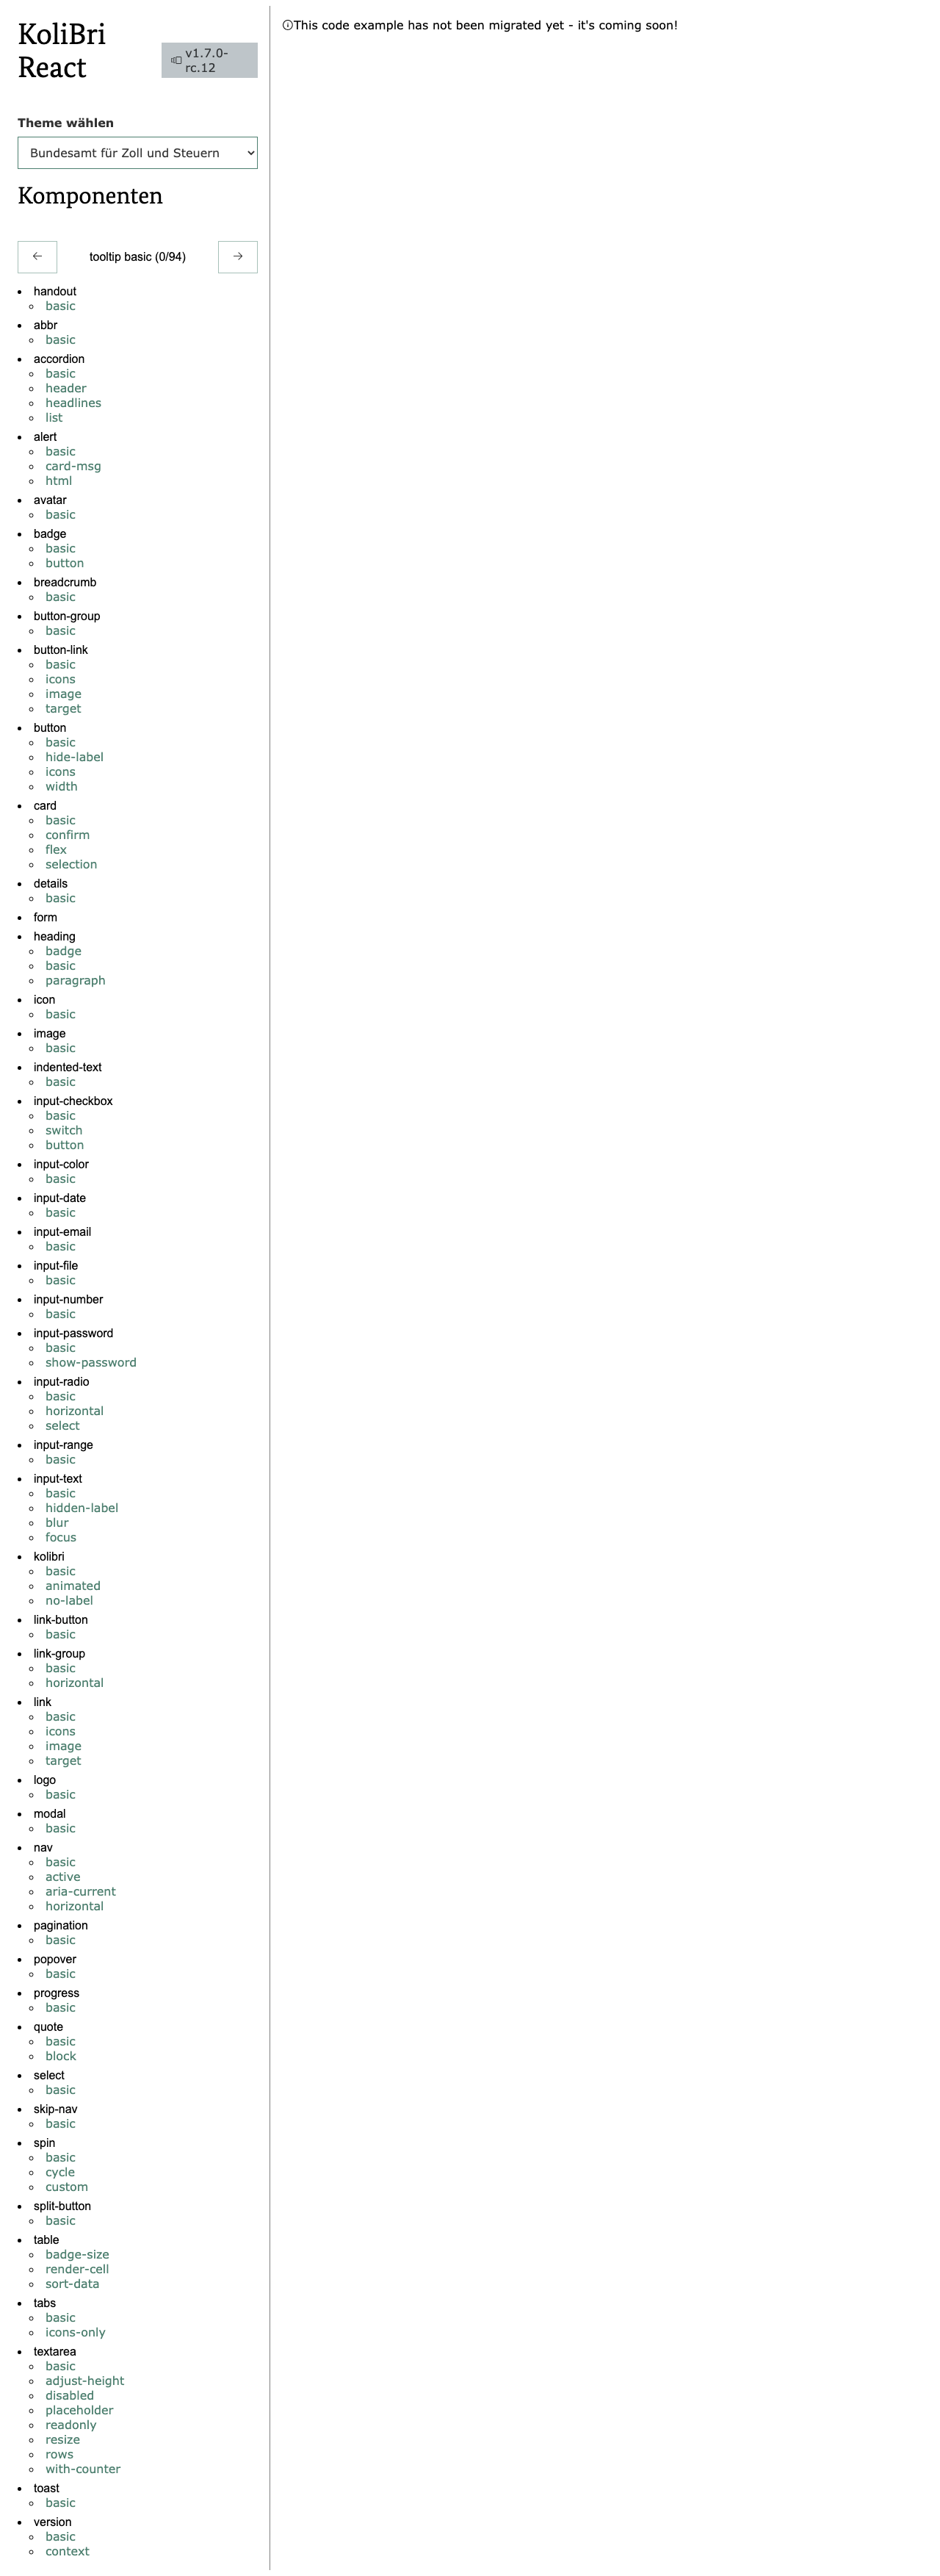 KoliBri
React
v1.7.0-
rc.12
Theme wählen
Bundesamt für Zoll und Steuern
Komponenten
tooltip basic (0/94)
handout
basic
abbr
basic
accordion
basic
header
headlines
list
alert
basic
card-msg
html
avatar
basic
badge
basic
button
breadcrumb
basic
button-group
basic
button-link
basic
icons
image
target
button
basic
hide-label
icons
width
card
basic
confirm
flex
selection
details
basic
form
heading
badge
basic
paragraph
icon
basic
image
basic
indented-text
basic
input-checkbox
basic
switch
button
input-color
basic
input-date
basic
input-email
basic
input-file
basic
input-number
basic
input-password
basic
show-password
input-radio
basic
horizontal
select
input-range
basic
input-text
basic
hidden-label
blur
focus
kolibri
basic
animated
no-label
link-button
basic
link-group
basic
horizontal
link
basic
icons
image
target
logo
basic
modal
basic
nav
basic
active
aria-current
horizontal
pagination
basic
popover
basic
progress
basic
quote
basic
block
select
basic
skip-nav
basic
spin
basic
cycle
custom
split-button
basic
table
badge-size
render-cell
sort-data
tabs
basic
icons-only
textarea
basic
adjust-height
disabled
placeholder
readonly
resize
rows
with-counter
toast
basic
version
basic
context
This code example has not been migrated yet - it's coming soon!